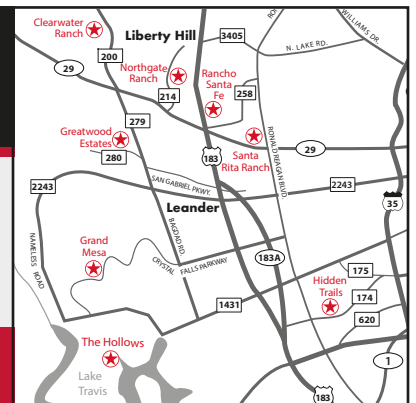 Clearwater
Ranch
Liberty Hill
3405
WILLIAMS DR.
N. LAKE RD.
200
29
Northgate
Ranch
214
Rancho
Santa
Fe
258
279
Greatwood
Estates
280
183
Santa
Rita Ranch
RONALD REAGAN BLVD.
29
2243
SAN GABRIEL PKWY.
2243
35
Leander
NAMELESS ROAD
BAGDAD RD.
Grand
Mesa
CRYSTAL FALLS PARKWAY
183A
175
Hidden
Trails
174
1431
620
The Hollows
Lake
Travis
1
183